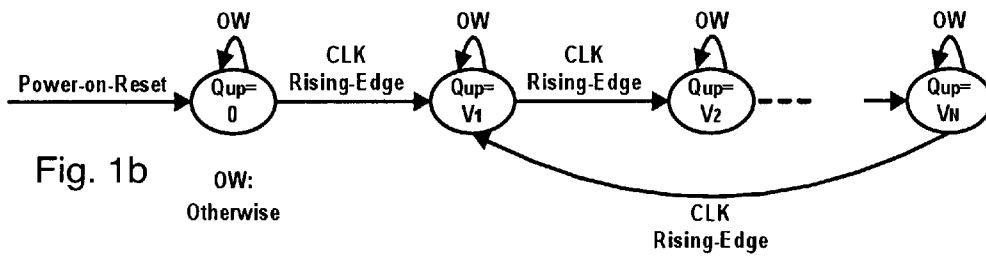 OW OW OW OW
CLK CLK
Power-on-Reset Qup= Rising-Edge Qup= Rising-Edge Qup= Qup=
0 V1 V2 VN
Fig. 1b OW:
Otherwise
CLK
Rising-Edge